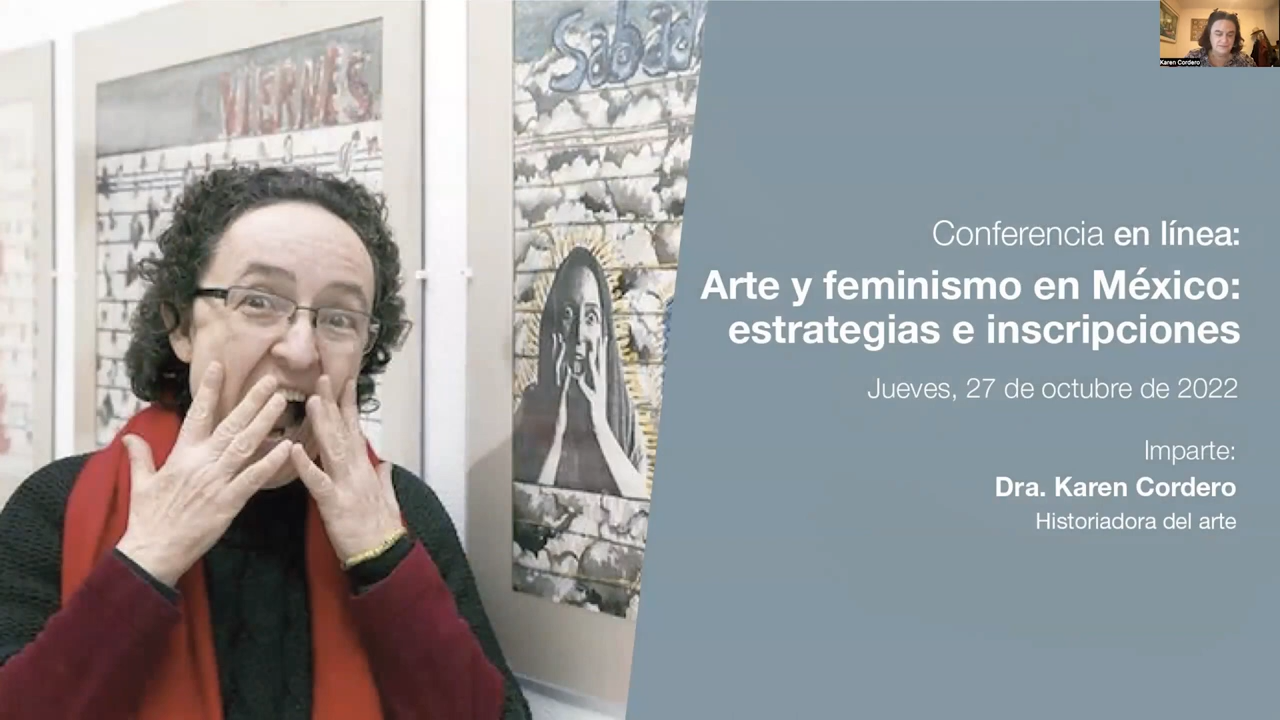 VIERNES
Sabado
Karen Cordero
Conferencia en línea:
Arte y feminismo en México:
estrategias e inscripciones
Jueves, 27 de octubre de 2022
Imparte:
Dra. Karen Cordero
Historiadora del arte